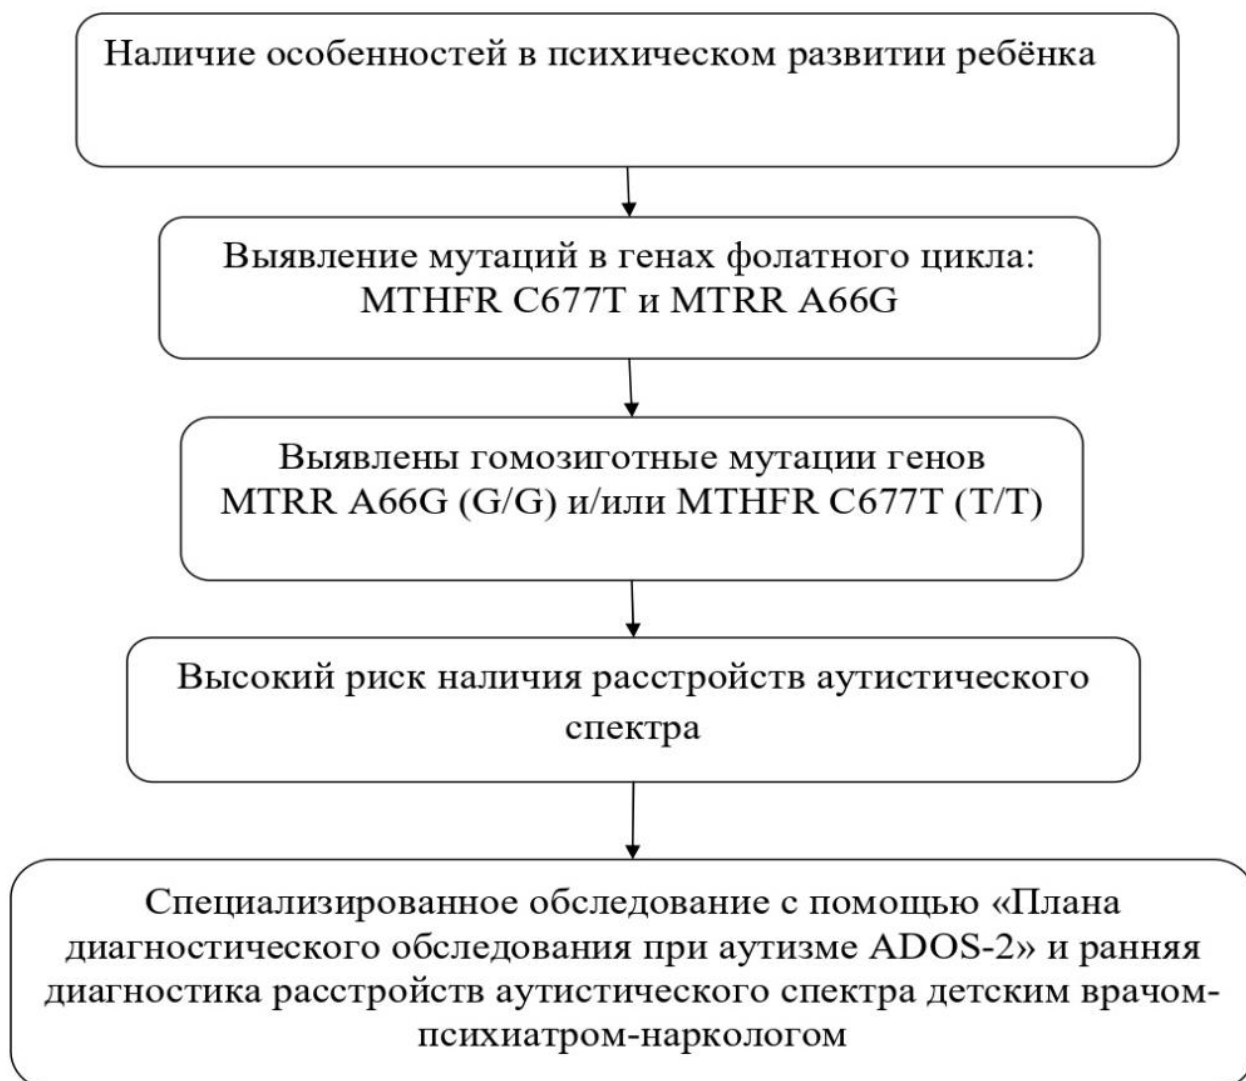 Наличие особенностей в психическом развитии ребёнка
Выявление мутаций в генах фолатного цикла:
MTHFR C677T и MTRR A66G
Выявлены гомозиготные мутации генов
MTRR A66G (G/G) и/или MTHFR C677T (T/T)
Высокий риск наличия расстройств аутистического
спектра
Специализированное обследование с помощью «Плана
диагностического обследования при аутизме ADOS-2» и ранняя
диагностика расстройств аутистического спектра детским врачом-
психиатром-наркологом